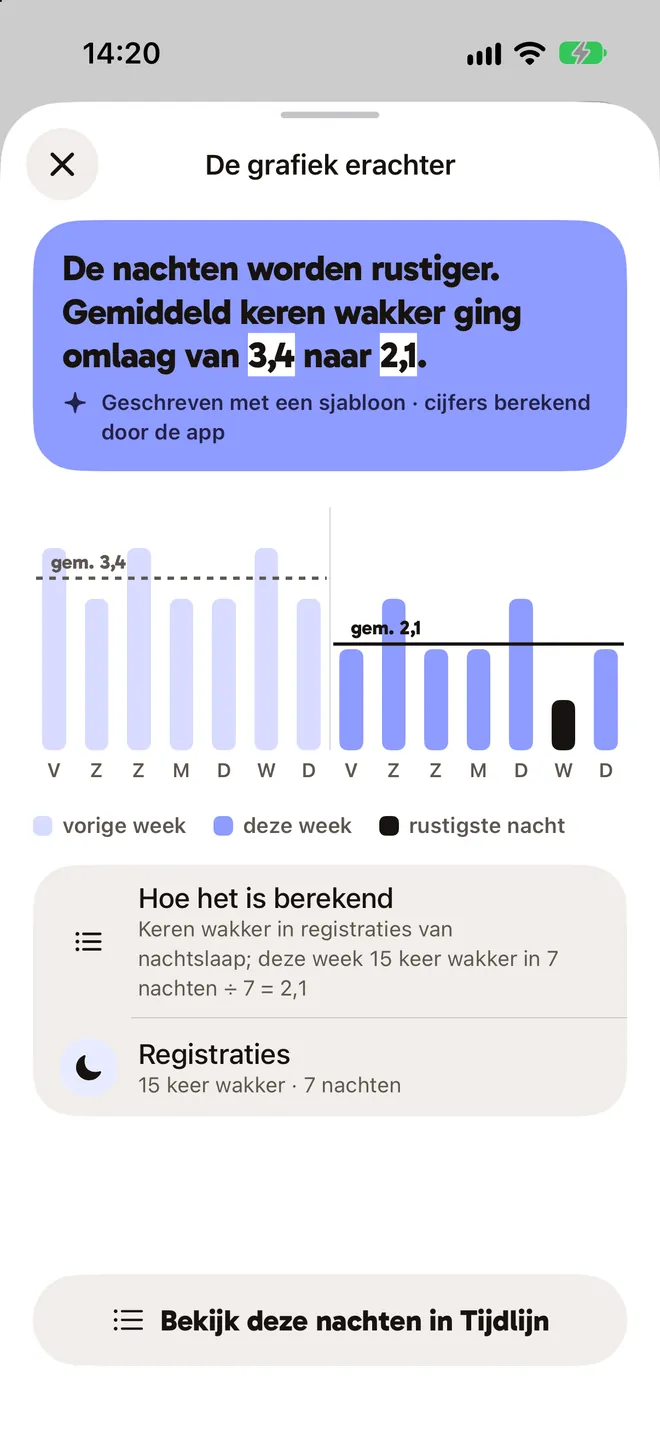 14:20
De grafiek erachter
De nachten worden rustiger.
Gemiddeld keren wakker ging
omlaag van 3,4 naar 2,1.
Geschreven met een sjabloon · cijfers berekend
door de app
gem. 3,4
gem. 2,1
V Z Z M D W D V Z Z M D W D
vorige week deze week rustigste nacht
Hoe het is berekend
Keren wakker in registraties van
nachtslaap; deze week 15 keer wakker in 7
nachten ÷ 7 = 2,1
Registraties
15 keer wakker · 7 nachten
Bekijk deze nachten in Tijdlijn